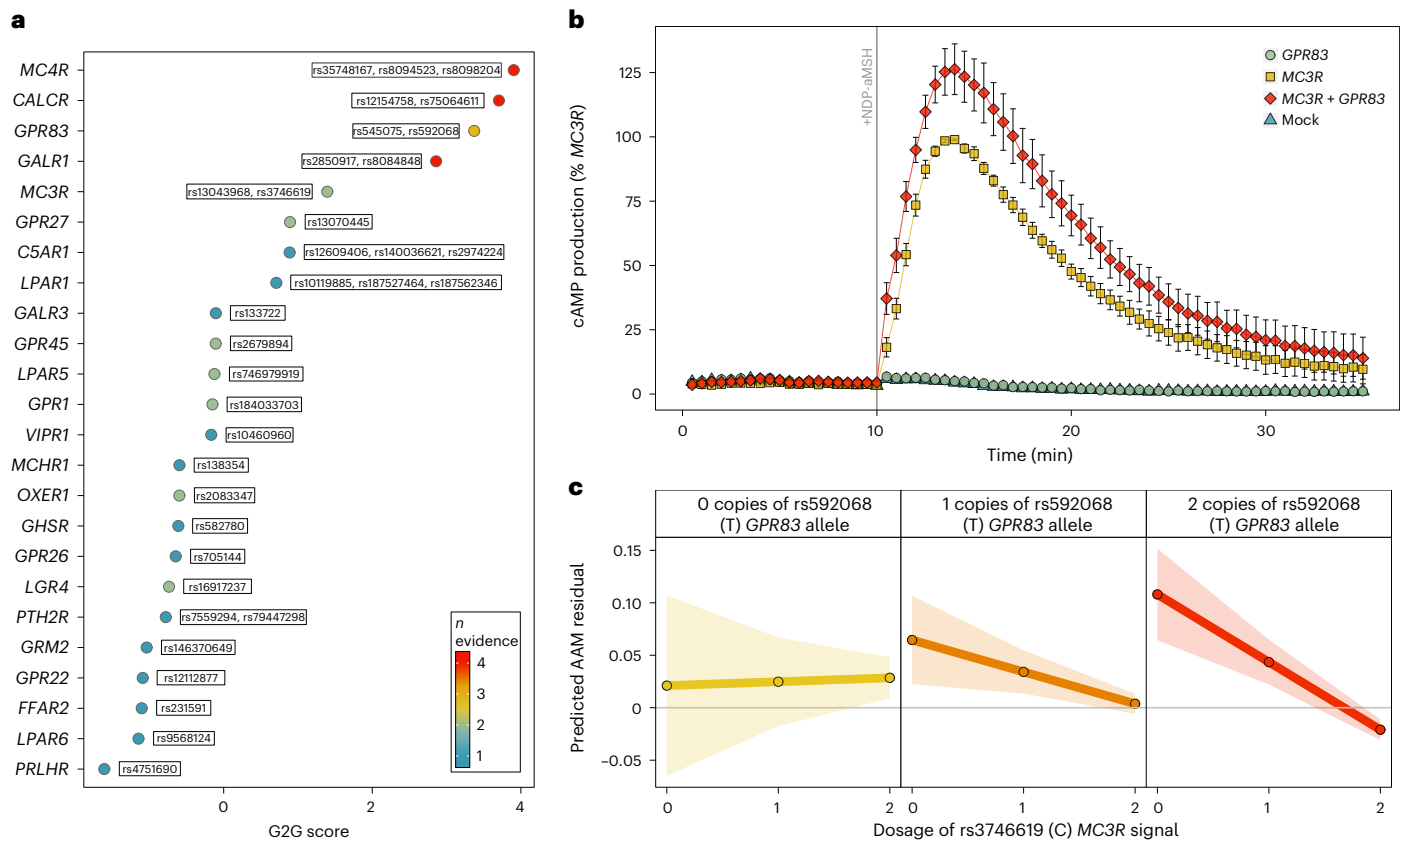 a
MC4R
rs35748167, rs8094523, rs8098204
CALCR
rs12154758, rs75064611
GPR83
rs545075, rs592068
GALR1
rs2850917, rs8084848
MC3R
rs13043968, rs3746619
GPR27
rs13070445
C5AR1
rs12609406, rs140036621, rs2974224
LPAR1
rs10119885, rs187527464, rs187562346
GALR3
rs133722
GPR45
rs2679894
LPAR5
rs746979919
GPR1
rs184033703
VIPR1
rs10460960
MCHR1
rs138354
OXER1
rs2083347
GHSR
rs582780
GPR26
rs705144
LGR4
rs16917237
PTH2R
rs7559294, rs79447298
GRM2
rs146370649
GPR22
rs12112877
FFAR2
rs231591
LPAR6
rs9568124
PRLHR
rs4751690
n
evidence
4
3
2
1
0 2 4
G2G score
b
cAMP production (% MC3R)
125
100
75
50
25
0
+NDP-aMSH
GPR83
MC3R
MC3R + GPR83
Mock
0 10 20 30
Time (min)
c
0 copies of rs592068
(T) GPR83 allele
1 copies of rs592068
(T) GPR83 allele
2 copies of rs592068
(T) GPR83 allele
Predicted AAM residual
0.15
0.10
0.05
0
–0.05
0 1 2 0 1 2 0 1 2
Dosage of rs3746619 (C) MC3R signal